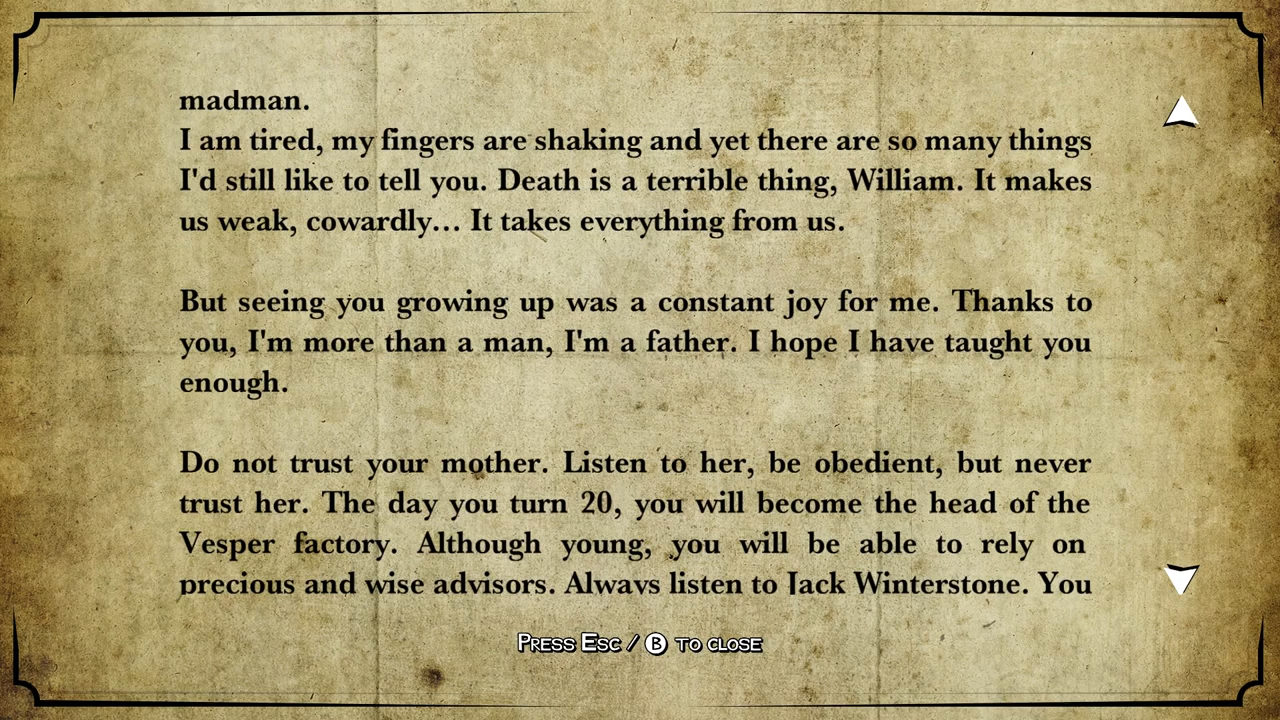 madman.
I am tired, my fingers are shaking and yet there are so many things
I'd still like to tell you. Death is a terrible thing, William. It makes
us weak, cowardly... It takes everything from us.
But seeing you growing up was a constant joy for me. Thanks to
you, I'm more than a man, I'm a father. I hope I have taught you
enough.
Do not trust your mother. Listen to her, be obedient, but never
trust her. The day you turn 20, you will become the head of the
Vesper factory. Although young, you will be able to rely on
precious and wise advisors. Always listen to Jack Winterstone. You
Press Esc / B to close